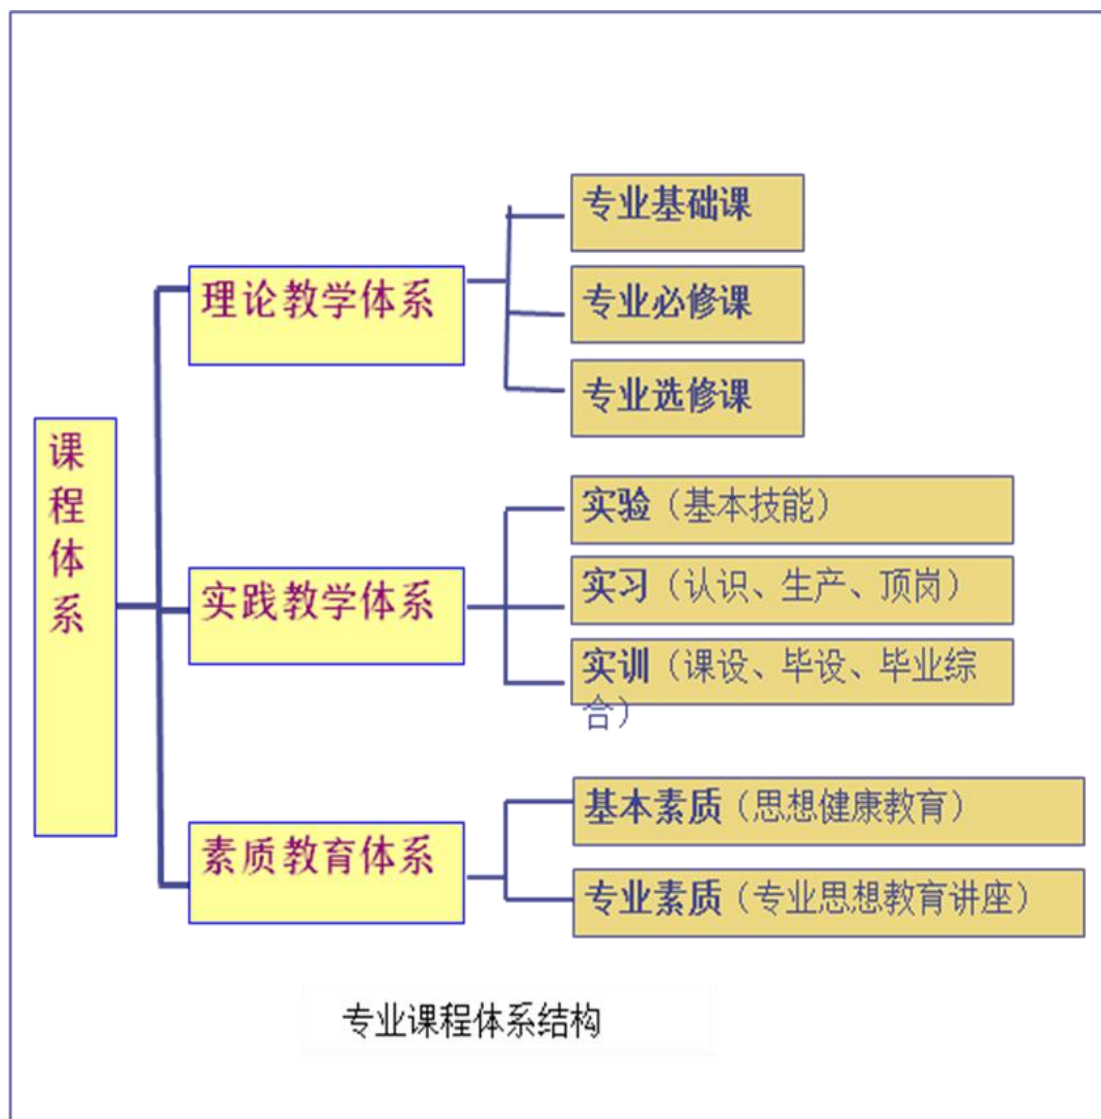 课程体系
理论教学体系
专业基础课
专业必修课
专业选修课
实践教学体系
实验（基本技能）
实习（认识、生产、顶岗）
实训（课设、毕设、毕业综
合）
素质教育体系
基本素质（思想健康教育）
专业素质（专业思想教育讲座）
专业课程体系结构